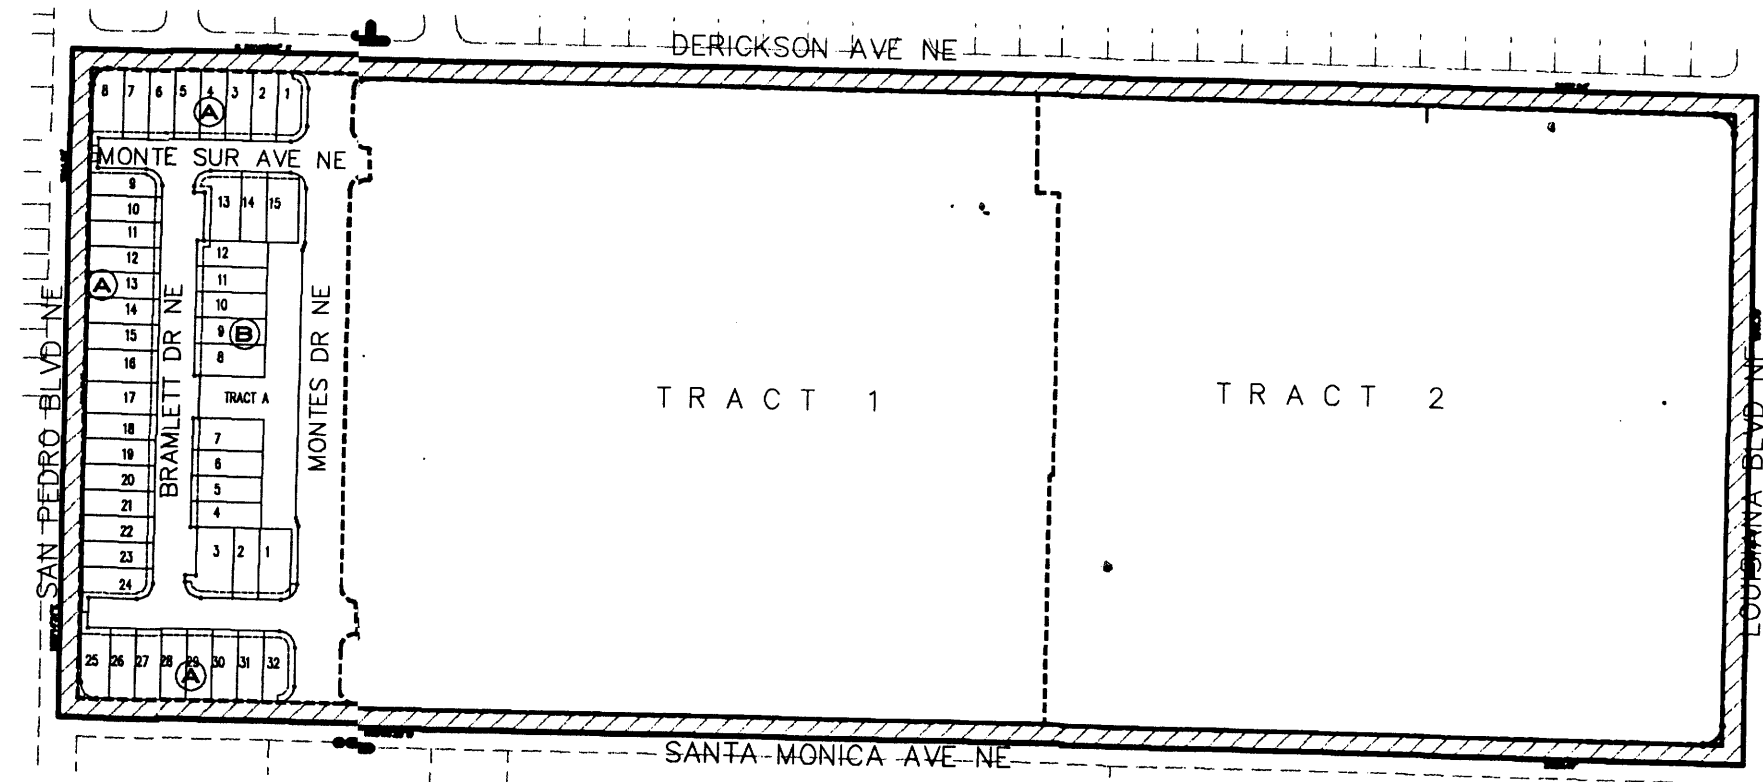 DERICKSON AVE NE
8 7 6 5 4 3 2 1
A
MONTE SUR AVE NE
9
10
11
12
13
14
15
16
17
18
19
20
21
22
23
24
A
13 14 15
12
11
10
9
8
B
TRACT A
7
6
5
4
3 2 1
25 26 27 28 29 30 31 32
A
SAN PEDRO BLVD NE
BRAMLETT DR NE
MONTES DR NE
TRACT 1
TRACT 2
LOUISIANA BLVD NE
SANTA MONICA AVE NE